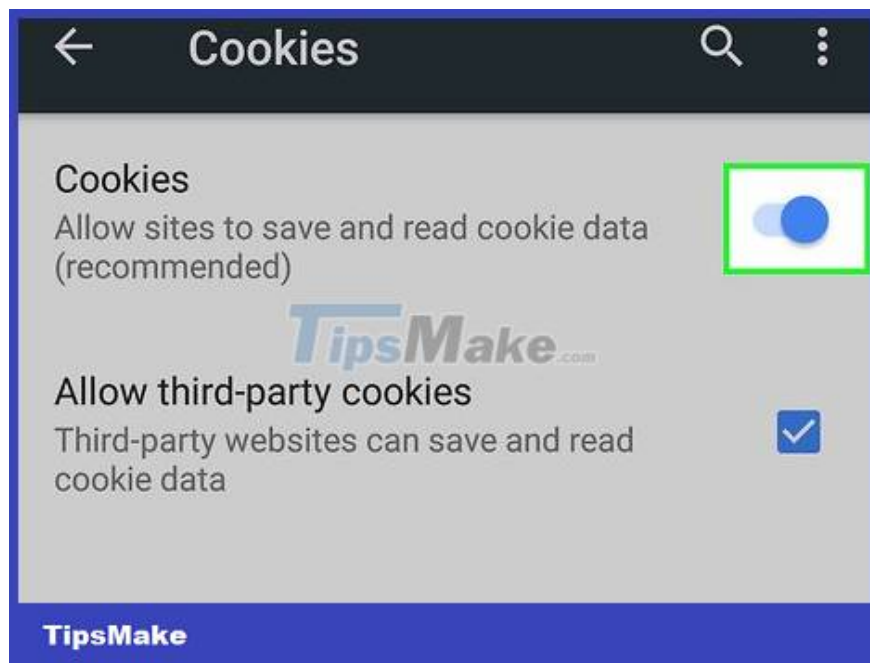 Cookies
Cookies
Allow sites to save and read cookie data
(recommended)
TipsMake.com
Allow third-party cookies
Third-party websites can save and read
cookie data
TipsMake